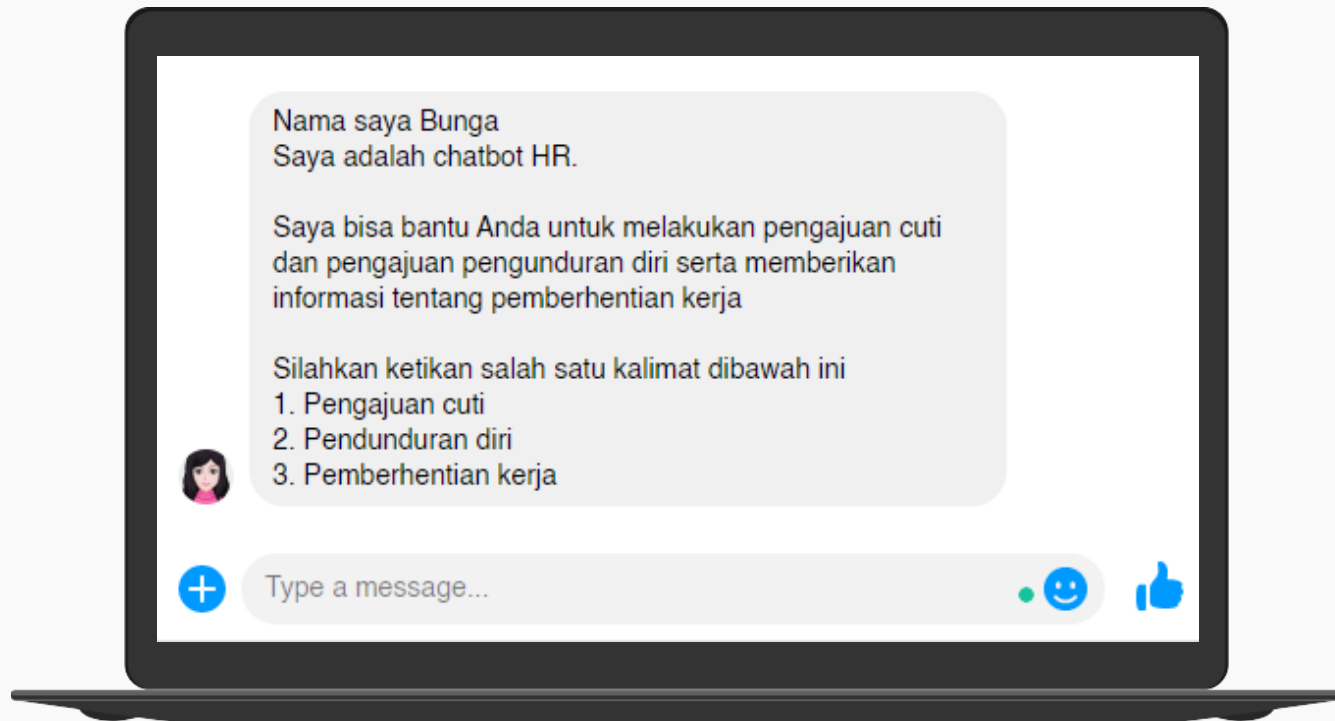 Nama saya Bunga
Saya adalah chatbot HR.
Saya bisa bantu Anda untuk melakukan pengajuan cuti
dan pengajuan pengunduran diri serta memberikan
informasi tentang pemberhentian kerja
Silahkan ketikan salah satu kalimat dibawah ini
1. Pengajuan cuti
2. Pendunduran diri
3. Pemberhentian kerja
Type a message...